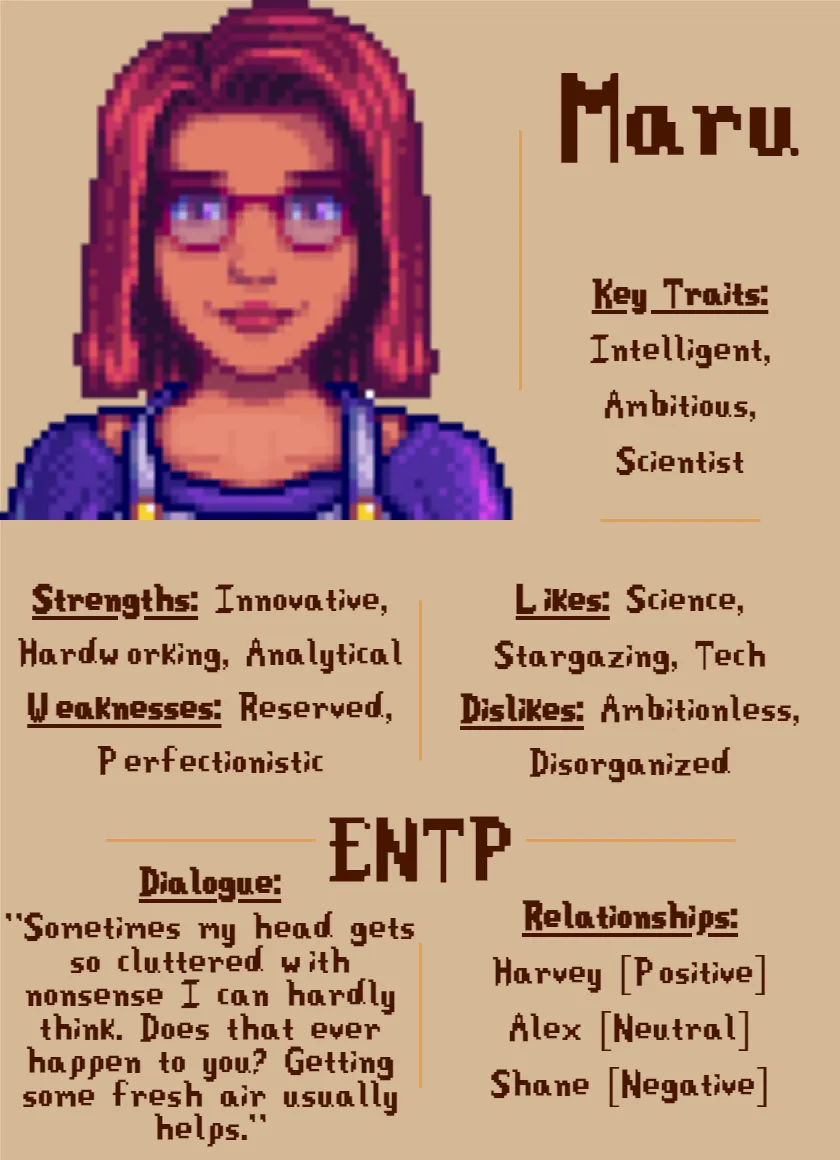 Maru
Key Traits:
Intelligent,
Ambitious,
Scientist
Strengths: Innovative,
Hardworking, Analytical
Weaknesses: Reserved,
Perfectionistic
Likes: Science,
Stargazing, Tech
Dislikes: Ambitionless,
Disorganized
ENTP
Dialogue:
"Sometimes my head gets
so cluttered with
nonsense I can hardly
think. Does that ever
happen to you? Getting
some fresh air usually
helps."
Relationships:
Harvey [Positive]
Alex [Neutral]
Shane [Negative]